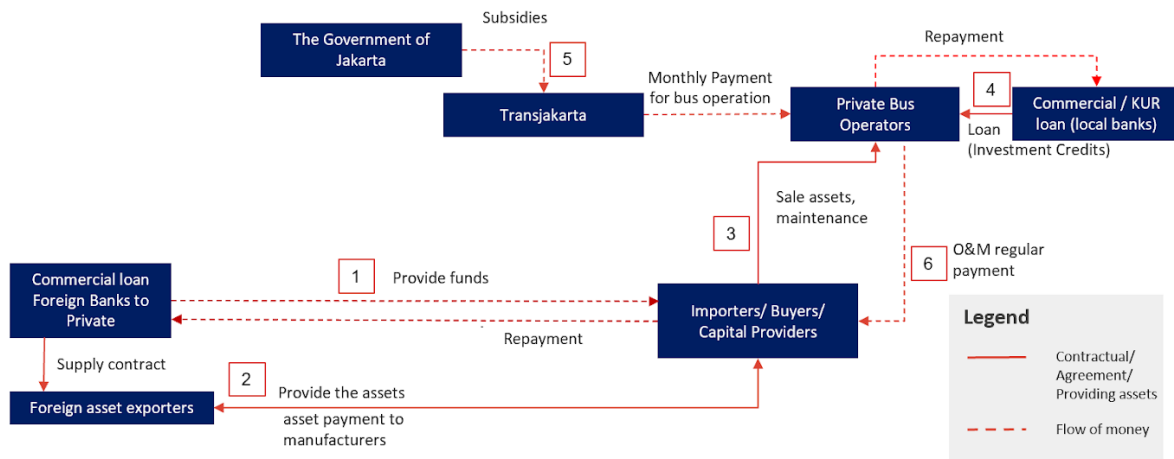 Subsidies
The Government of
Jakarta
5
Transjakarta
Monthly Payment
for bus operation
Repayment
Private Bus
Operators
4
Commercial / KUR
loan (local banks)
Loan
(Investment Credits)
Sale assets,
maintenance
3
6
O&M regular
payment
Commercial loan
Foreign Banks to
Private
1
Provide funds
Repayment
Importers/ Buyers/
Capital Providers
Supply contract
2
Provide the assets
asset payment to
manufacturers
Foreign asset exporters
Legend
Contractual/
Agreement/
Providing assets
Flow of money